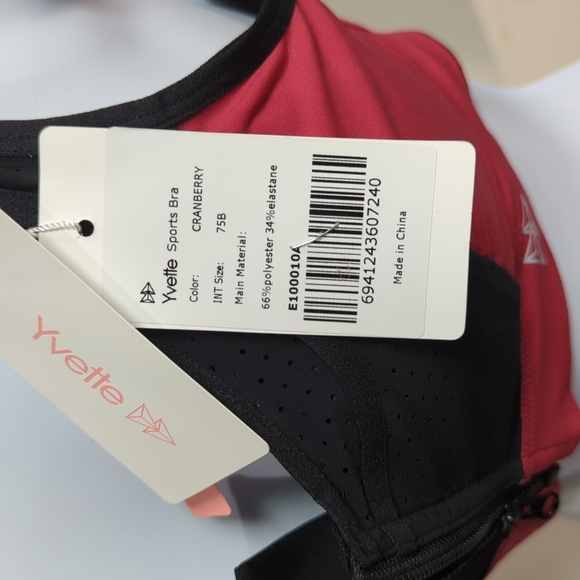 Yvette Sports Bra
Color: CRANBERRY
INT Size: 75B
Main Material:
66%polyester 34%elastane
E100010A
6941243607240
Made in China
Yvette